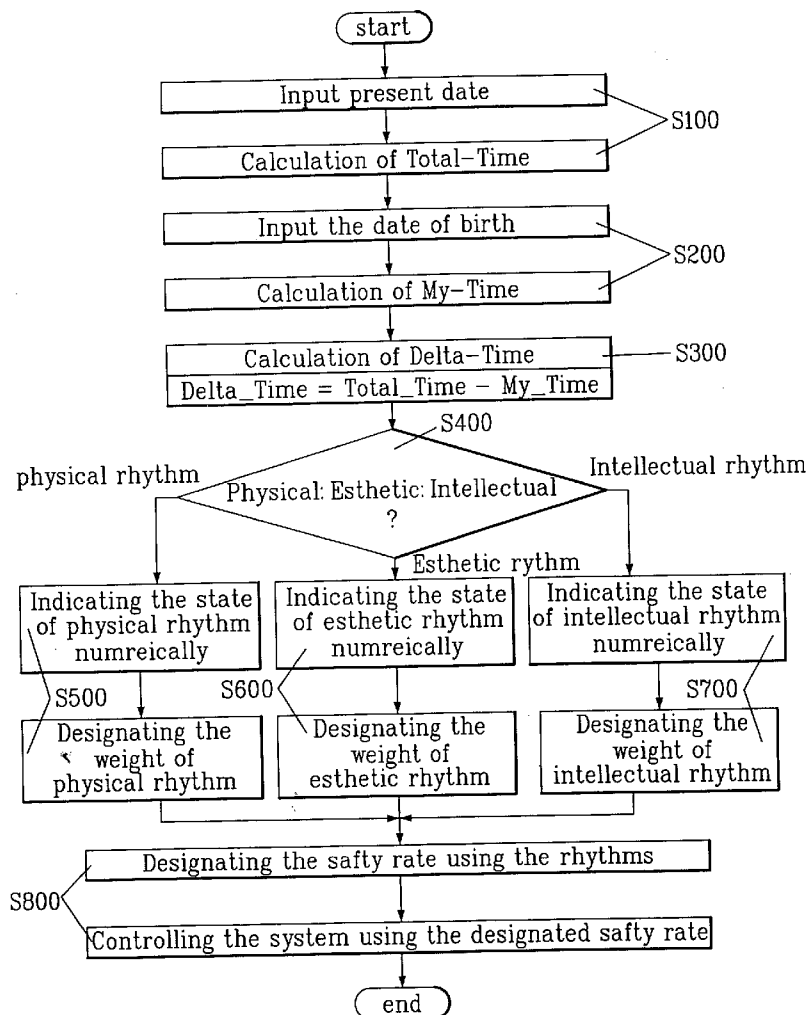 start
Input present date
S100
Calculation of Total-Time
Input the date of birth
S200
Calculation of My-Time
Calculation of Delta-Time
S300
Delta_Time = Total_Time - My_Time
S400
physical rhythm
Intellectual rhythm
Physical: Esthetic: Intellectual
?
Esthetic rythm
Indicating the state
of physical rhythm
numreically
Indicating the state
of esthetic rhythm
numreically
Indicating the state
of intellectual rhythm
numreically
S500
S600
S700
Designating the
weight of
physical rhythm
Designating the
weight of
esthetic rhythm
Designating the
weight of
intellectual rhythm
Designating the safty rate using the rhythms
S800
Controlling the system using the designated safty rate
end